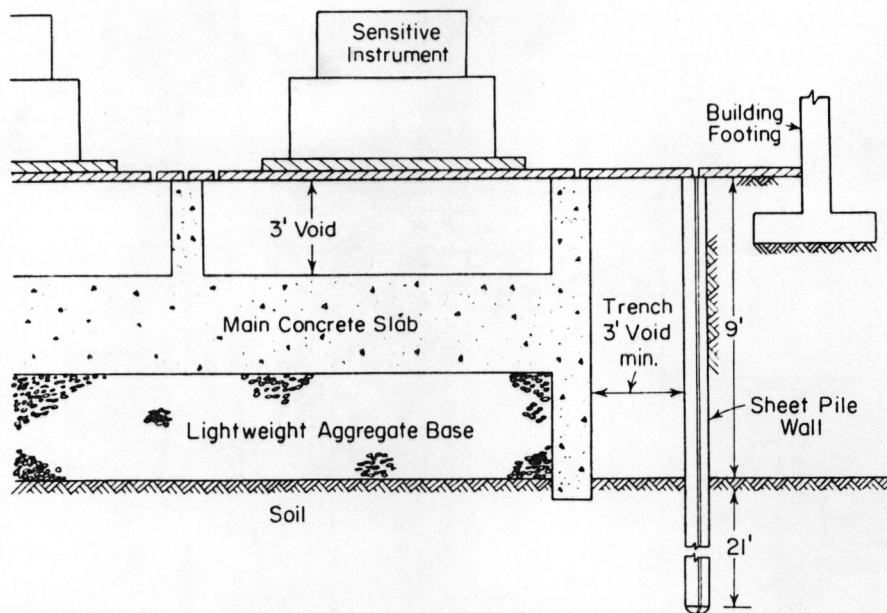 Sensitive
Instrument
Building
Footing
3' Void
Trench
3' Void
min.
9'
Main Concrete Slab
Sheet Pile
Wall
Lightweight Aggregate Base
Soil
21'